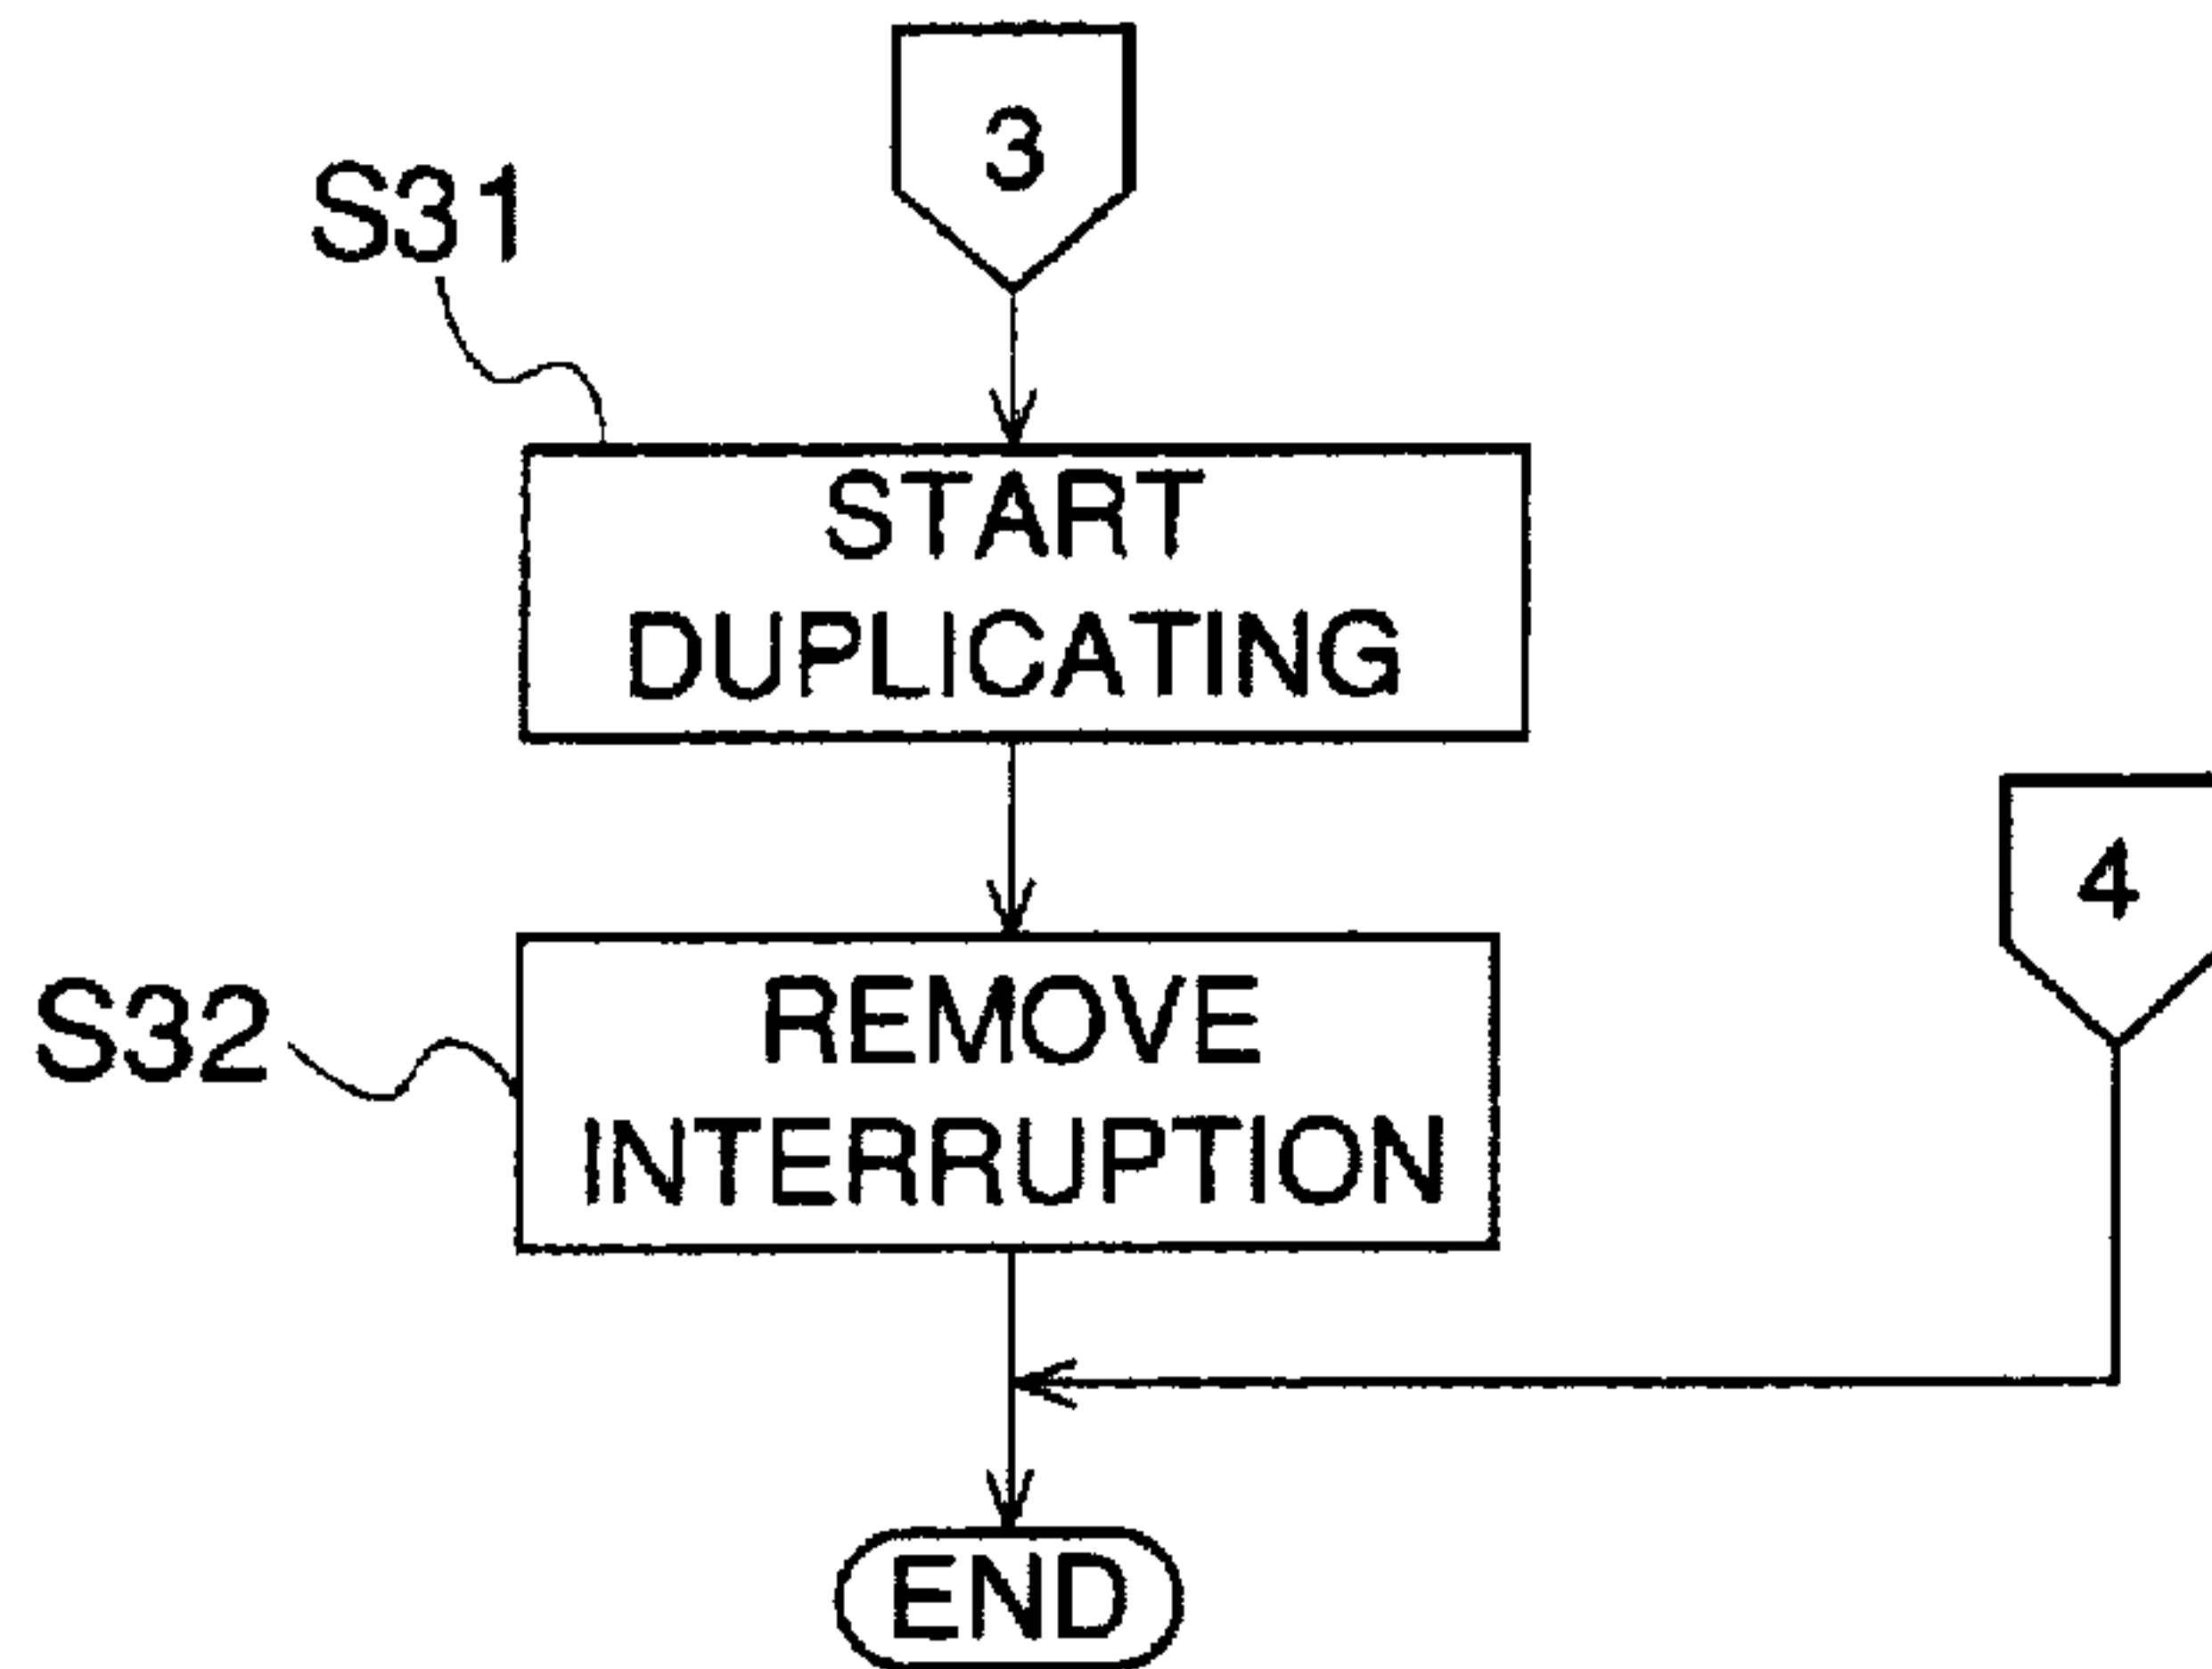 3
S31
START
DUPLICATING
4
S32
REMOVE
INTERRUPTION
END